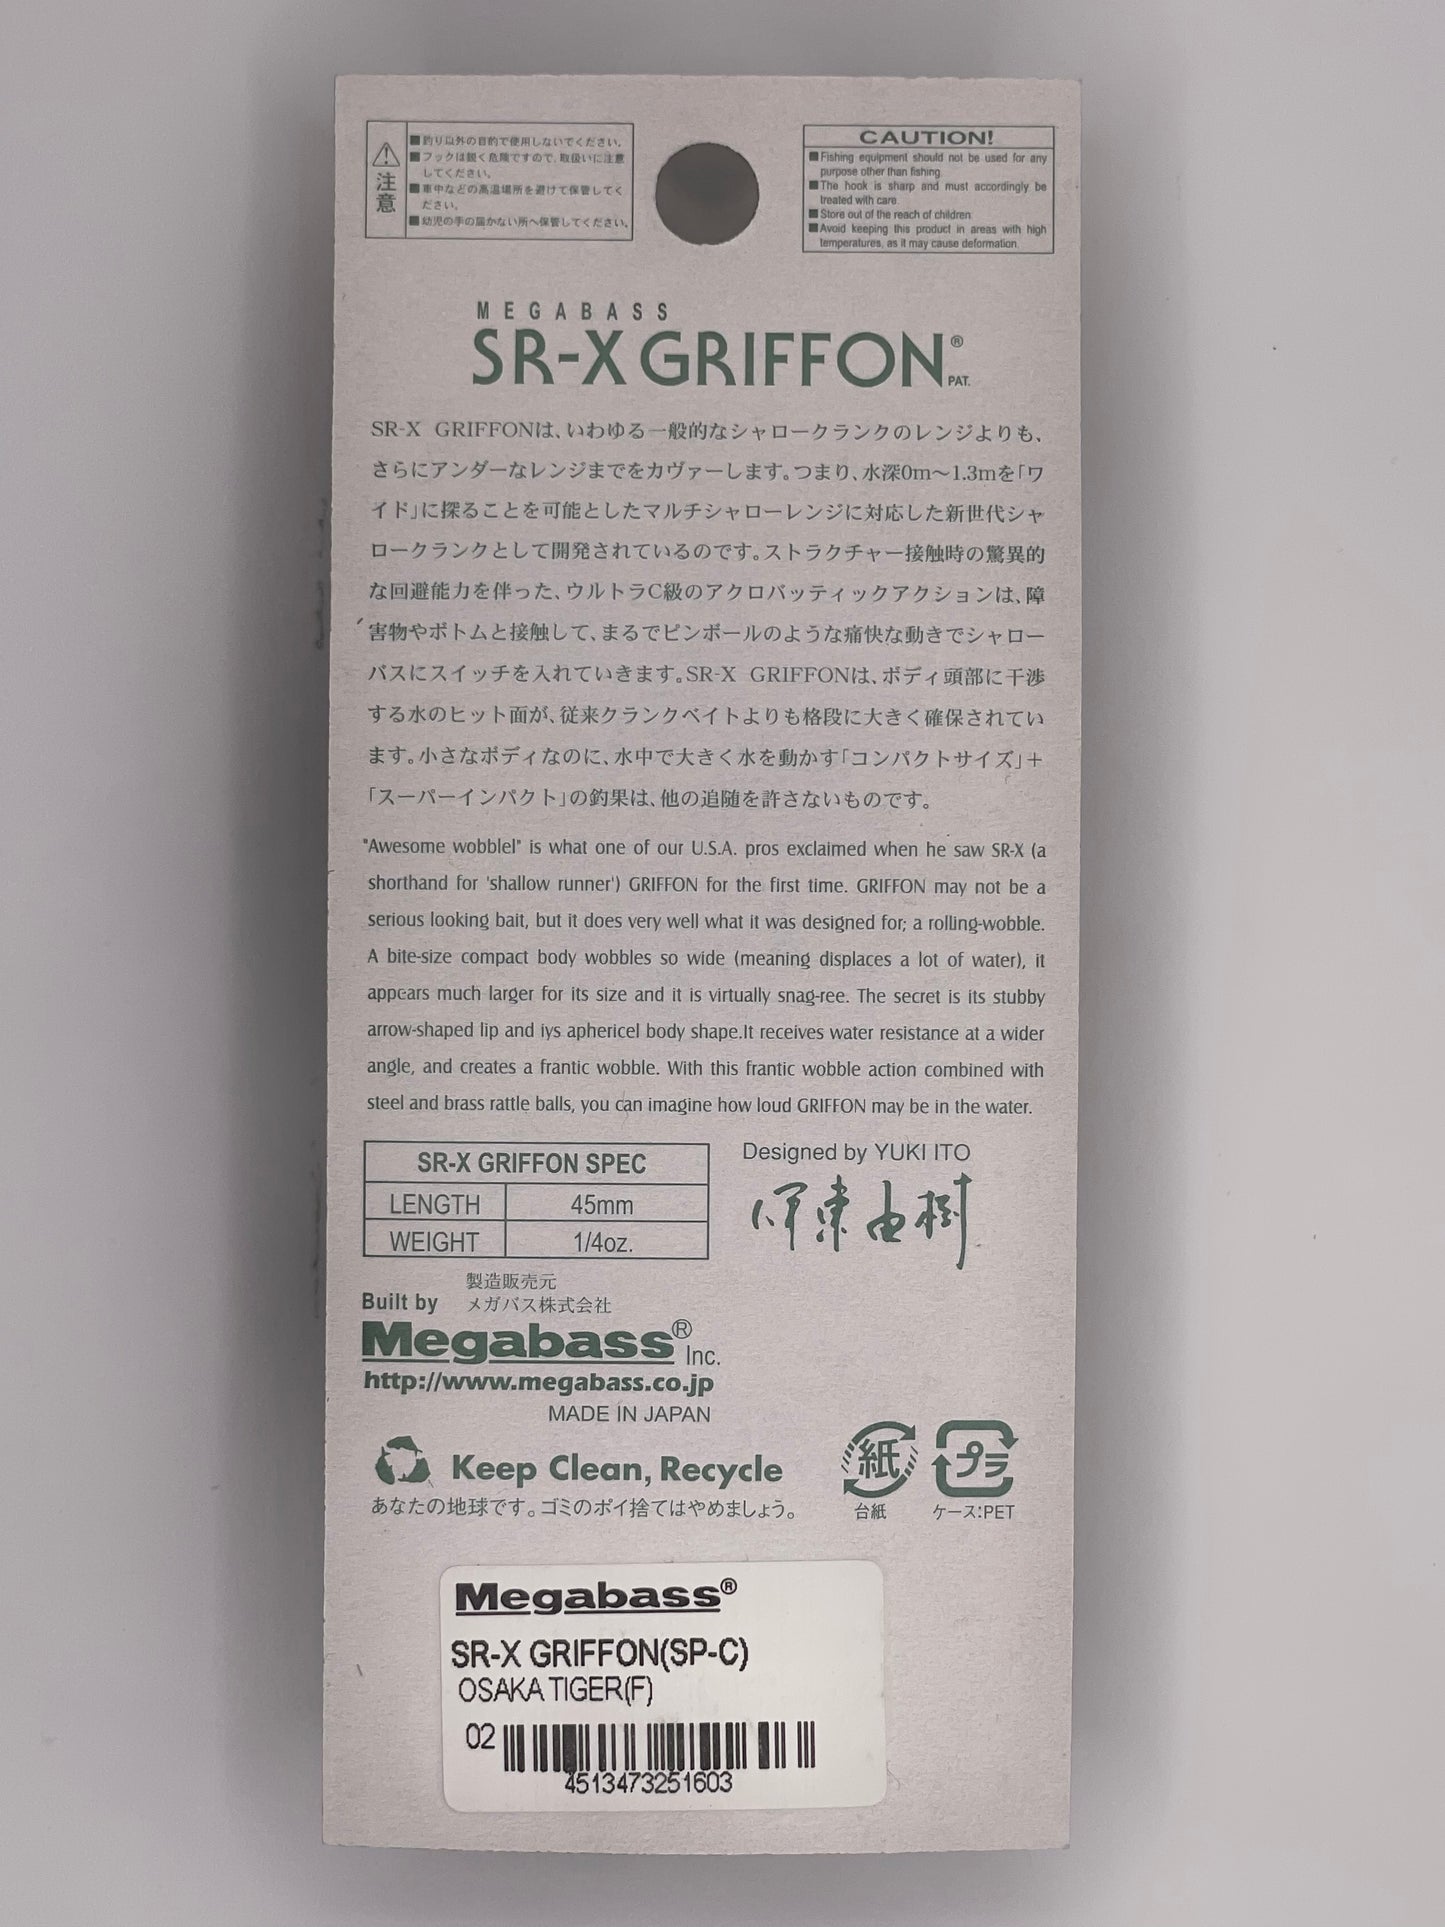 注意
■釣り以外の目的で使用しないでください。
■フックは鋭く危険ですので、取扱いに注意
してください。
■車中などの高温場所を避けて保管してく
ださい。
■幼児の手の届かない所へ保管してください。
CAUTION!
■Fishing equipment should not be used for any
purpose other than fishing.
■The hook is sharp and must accordingly be
treated with care.
■Store out of the reach of children.
■Avoid keeping this product in areas with high
temperatures, as it may cause deformation.
MEGABASS
SR-X GRIFFON®
PAT.
SR-X GRIFFONは、いわゆる一般的なシャロークランクのレンジよりも、
さらにアンダーなレンジまでをカヴァーします。つまり、水深0m〜1.3mを「ワ
イド」に探ることを可能としたマルチシャローレンジに対応した新世代シャ
ロークランクとして開発されているのです。ストラクチャー接触時の驚異的
な回避能力を伴った、ウルトラC級のアクロバッティックアクションは、障
害物やボトムと接触して、まるでピンボールのような痛快な動きでシャロー
バスにスイッチを入れていきます。SR-X GRIFFONは、ボディ頭部に干渉
する水のヒット面が、従来クランクベイトよりも格段に大きく確保されてい
ます。小さなボディなのに、水中で大きく水を動かす「コンパクトサイズ」＋
「スーパーインパクト」の釣果は、他の追随を許さないものです。
"Awesome wobblel" is what one of our U.S.A. pros exclaimed when he saw SR-X (a
shorthand for 'shallow runner') GRIFFON for the first time. GRIFFON may not be a
serious looking bait, but it does very well what it was designed for; a rolling-wobble.
A bite-size compact body wobbles so wide (meaning displaces a lot of water), it
appears much larger for its size and it is virtually snag-ree. The secret is its stubby
arrow-shaped lip and iys aphericel body shape.It receives water resistance at a wider
angle, and creates a frantic wobble. With this frantic wobble action combined with
steel and brass rattle balls, you can imagine how loud GRIFFON may be in the water.
SR-X GRIFFON SPEC
LENGTH 45mm
WEIGHT 1/4oz.
Designed by YUKI ITO
伊東由樹
製造販売元
Built by メガバス株式会社
Megabass® Inc.
http://www.megabass.co.jp
MADE IN JAPAN
Keep Clean, Recycle
あなたの地球です。ゴミのポイ捨てはやめましょう。
紙
台紙
プラ
ケース:PET
Megabass®
SR-X GRIFFON(SP-C)
OSAKA TIGER(F)
02
4513473251603